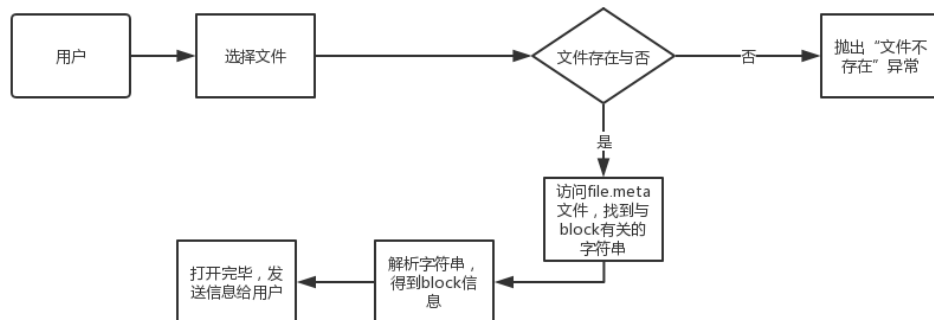 用户
选择文件
文件存在与否
否
抛出“文件不
存在”异常
是
访问file.meta
文件，找到与
block有关的
字符串
解析字符串，
得到block信
息
打开完毕，发
送信息给用户